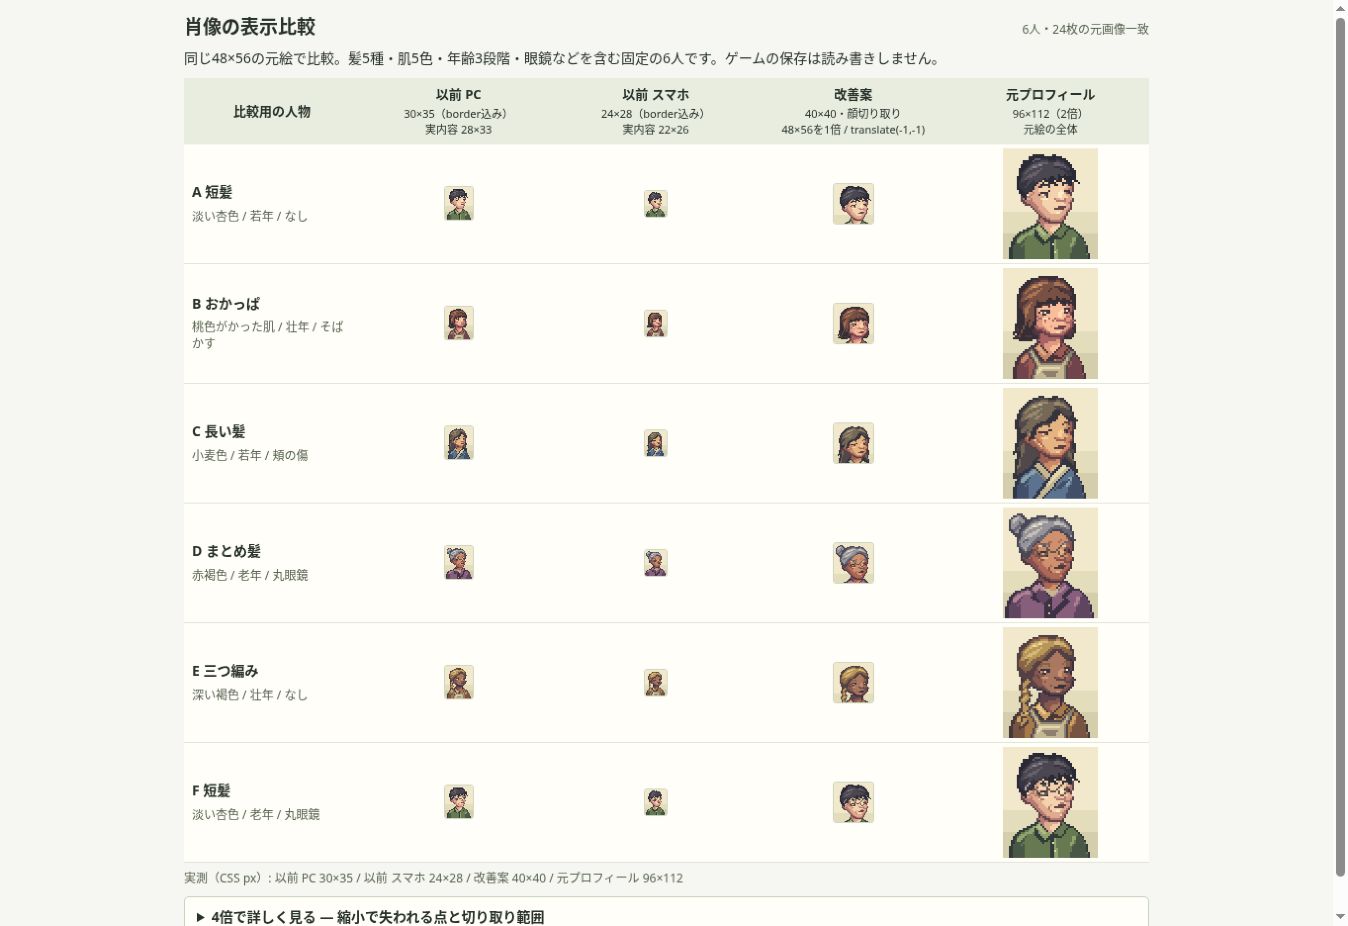 肖像の表示比較
6人・24枚の元画像一致
同じ48×56の元絵で比較。髪5種・肌5色・年齢3段階・眼鏡などを含む固定の6人です。ゲームの保存は読み書きしません。
比較用の人物
以前 PC
30×35（border込み）
実内容 28×33
以前 スマホ
24×28（border込み）
実内容 22×26
改善案
40×40・顔切り取り
48×56を1倍 / translate(-1,-1)
元プロフィール
96×112（2倍）
元絵の全体
A 短髪
淡い杏色 / 若年 / なし
B おかっぱ
桃色がかった肌 / 壮年 / そば
かす
C 長い髪
小麦色 / 若年 / 頬の傷
D まとめ髪
赤褐色 / 老年 / 丸眼鏡
E 三つ編み
深い褐色 / 壮年 / なし
F 短髪
淡い杏色 / 老年 / 丸眼鏡
実測（CSS px）: 以前 PC 30×35 / 以前 スマホ 24×28 / 改善案 40×40 / 元プロフィール 96×112
▶ 4倍で詳しく見る — 縮小で失われる点と切り取り範囲